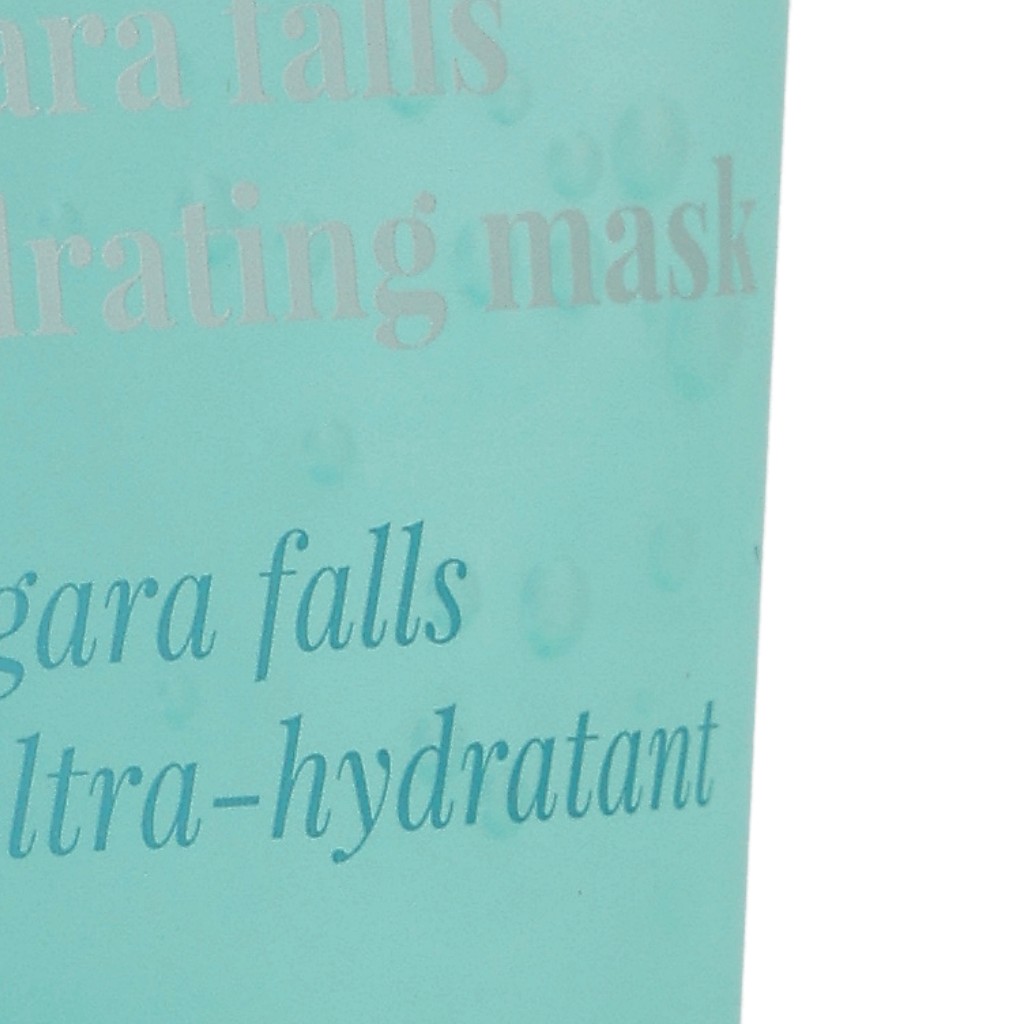 ara falls
drating mask
gara falls
ltra-hydratant